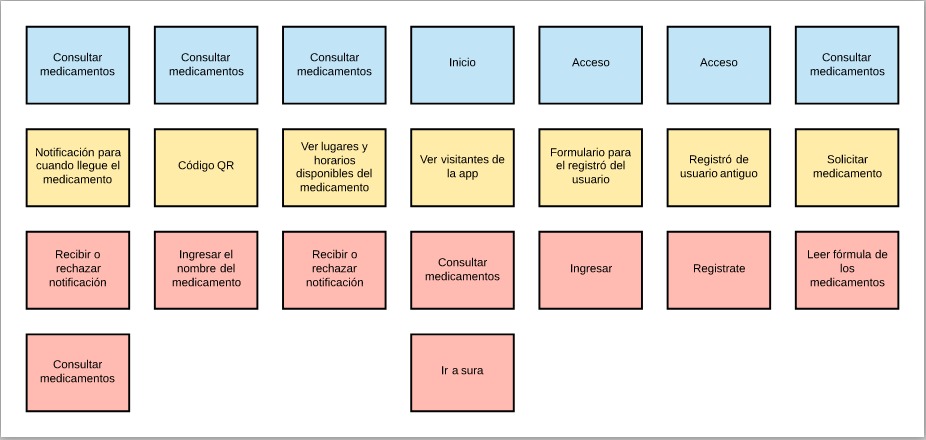 Consultar
medicamentos
Consultar
medicamentos
Consultar
medicamentos
Inicio
Acceso
Acceso
Consultar
medicamentos
Notificación para
cuando llegue el
medicamento
Código QR
Ver lugares y
horarios
disponibles del
medicamento
Ver visitantes de
la app
Formulario para
el registró del
usuario
Registró de
usuario antiguo
Solicitar
medicamento
Recibir o
rechazar
notificación
Ingresar el
nombre del
medicamento
Recibir o
rechazar
notificación
Consultar
medicamentos
Ingresar
Registrate
Leer fórmula de
los
medicamentos
Consultar
medicamentos
Ir a sura